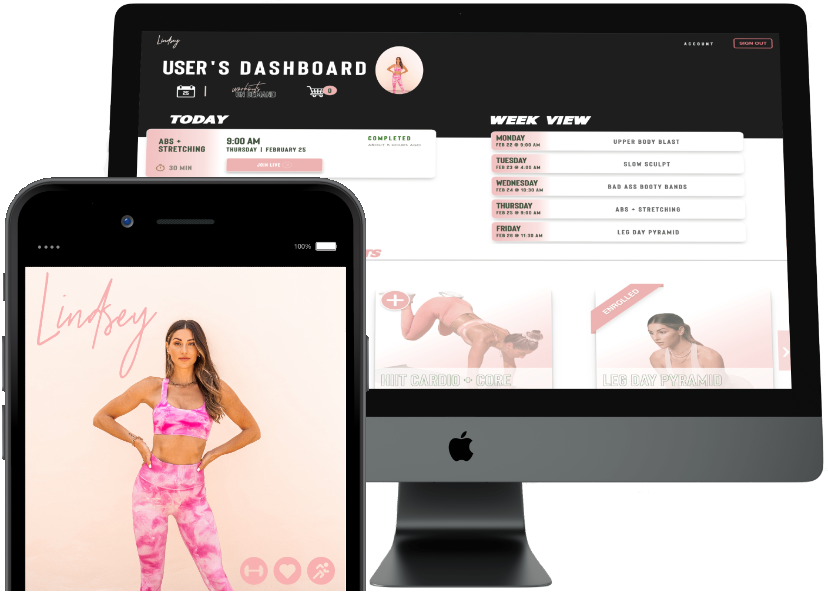 Lindsey
ACCOUNT
SIGN OUT
USER'S DASHBOARD
25
workouts
ON DEMAND
0
TODAY
WEEK VIEW
ABS +
STRETCHING
30 MIN
9:00 AM
THURSDAY | FEBRUARY 25
JOIN LIVE
COMPLETED
MONDAY
FEB 22 @ 9:00 AM
UPPER BODY BLAST
TUESDAY
FEB 23 @ 4:05 AM
SLOW SCULPT
WEDNESDAY
FEB 24 @ 10:30 AM
BAD ASS BOOTY BANDS
THURSDAY
FEB 25 @ 9:00 AM
ABS + STRETCHING
FRIDAY
FEB 26 @ 11:30 AM
LEG DAY PYRAMID
TS
ENROLLED
HIIT CARDIO + CORE
LEG DAY PYRAMID
100%
Lindsey